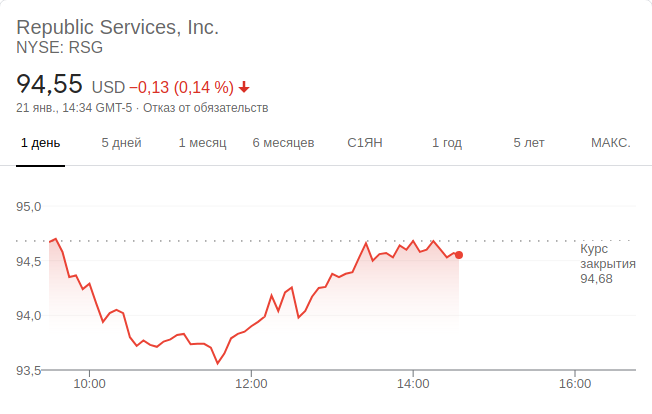 Republic Services, Inc.
NYSE: RSG
94,55 USD −0,13 (0,14 %)
21 янв., 14:34 GMT-5 · Отказ от обязательств
1 день 5 дней 1 месяц 6 месяцев С1ЯН 1 год 5 лет МАКС.
95,0
94,5
94,0
93,5
Курс
закрытия
94,68
10:00 12:00 14:00 16:00